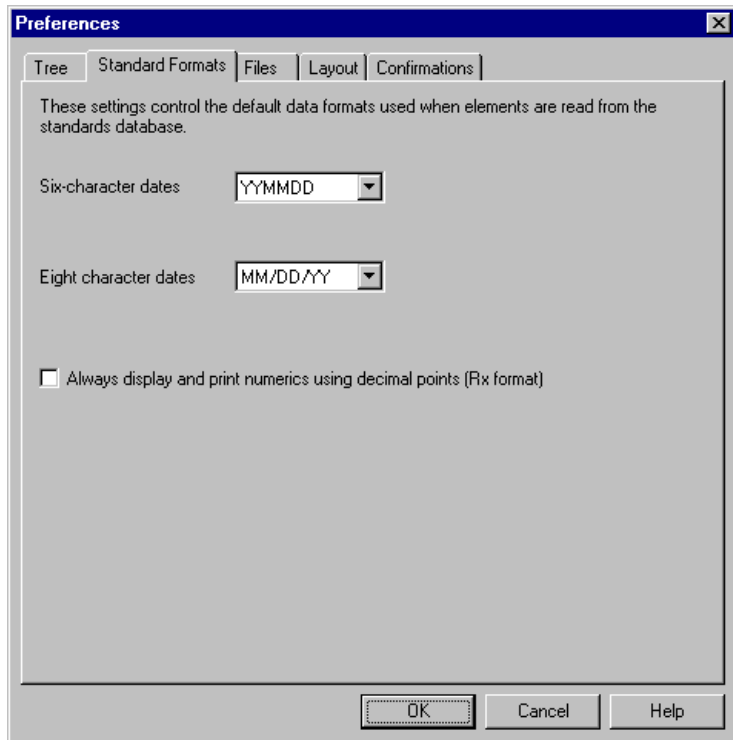 Preferences
Tree Standard Formats Files Layout Confirmations
These settings control the default data formats used when elements are read from the
standards database.
Six-character dates YYMMDD
Eight character dates MM/DD/YY
Always display and print numerics using decimal points (Rx format)
OK Cancel Help